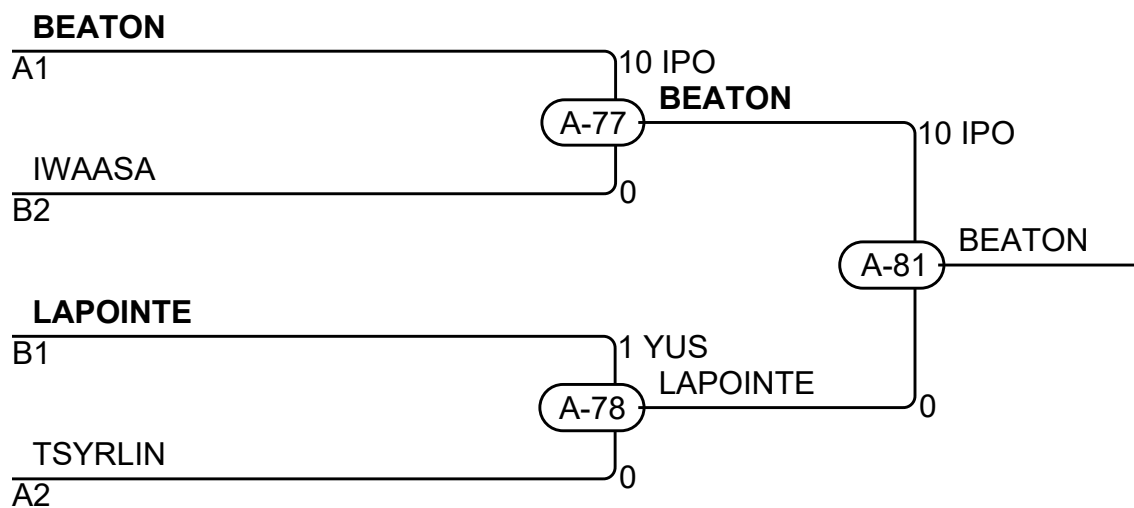 BEATON
A1
10 IPO
BEATON
A-77
10 IPO
IWAASA
0
B2
BEATON
A-81
LAPOINTE
B1
1 YUS
LAPOINTE
A-78
0
TSYRLIN
0
A2